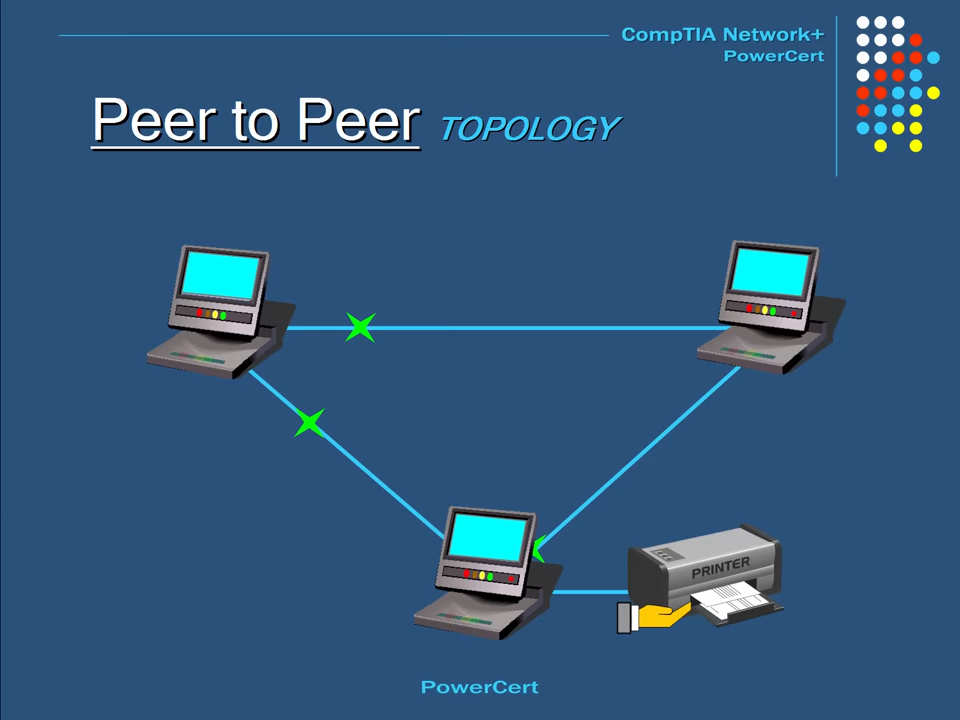 CompTIA Network+
PowerCert
Peer to Peer TOPOLOGY
PRINTER
PowerCert